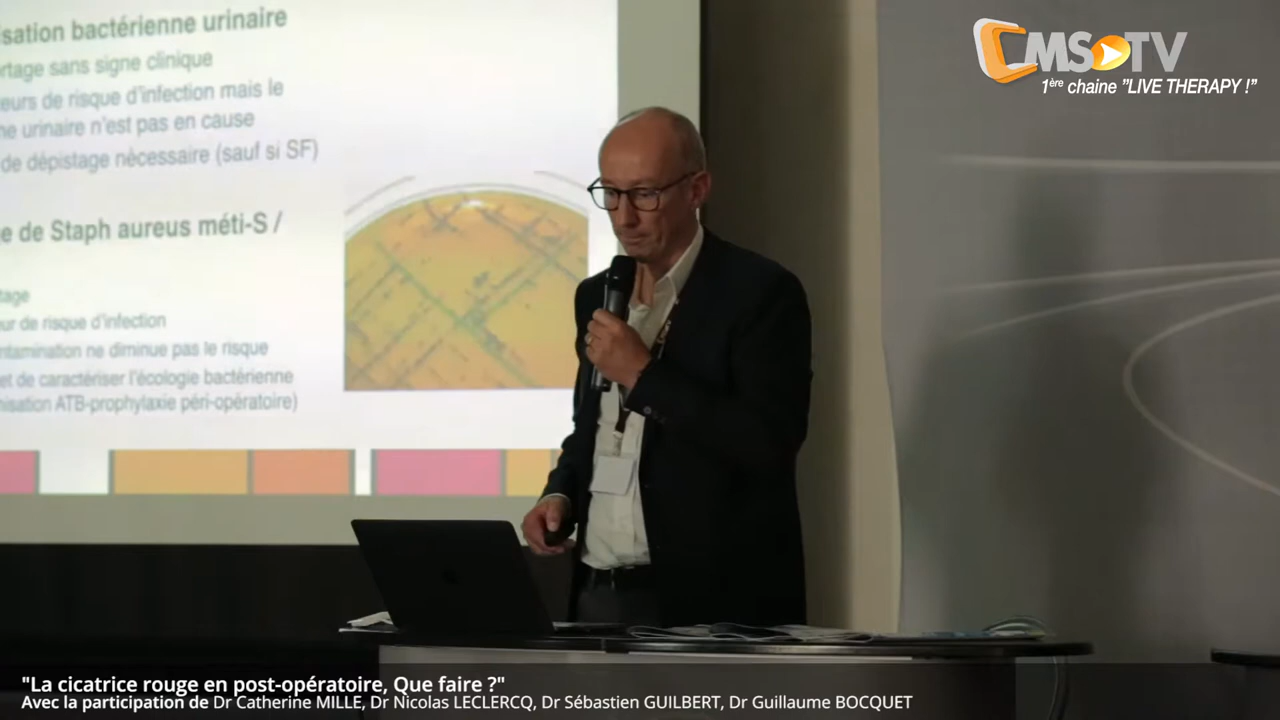 sation bactérienne urinaire
rtage sans signe clinique
eurs de risque d'infection mais le
ne urinaire n'est pas en cause
de dépistage nécessaire (sauf si SF)
e de Staph aureus méti-S /
tage
eur de risque d'infection
ntamination ne diminue pas le risque
et de caractériser l'écologie bactérienne
nisation ATB-prophylaxie péri-opératoire)
CMS TV
1ère chaine "LIVE THERAPY !"
"La cicatrice rouge en post-opératoire, Que faire ?"
Avec la participation de Dr Catherine MILLE, Dr Nicolas LECLERCQ, Dr Sébastien GUILBERT, Dr Guillaume BOCQUET